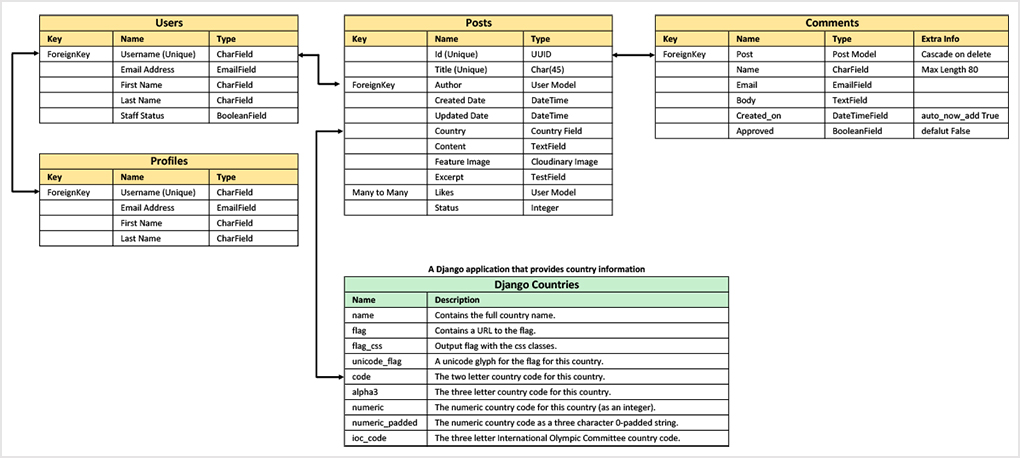 Users
Key Name Type
ForeignKey Username (Unique) CharField
Email Address EmailField
First Name CharField
Last Name CharField
Staff Status BooleanField
Profiles
Key Name Type
ForeignKey Username (Unique) CharField
Email Address EmailField
First Name CharField
Last Name CharField
Posts
Key Name Type
Id (Unique) UUID
Title (Unique) Char(45)
ForeignKey Author User Model
Created Date DateTime
Updated Date DateTime
Country Country Field
Content TextField
Feature Image Cloudinary Image
Excerpt TestField
Many to Many Likes User Model
Status Integer
Comments
Key Name Type Extra Info
ForeignKey Post Post Model Cascade on delete
Name CharField Max Length 80
Email EmailField
Body TextField
Created_on DateTimeField auto_now_add True
Approved BooleanField defalut False
A Django application that provides country information
Django Countries
Name Description
name Contains the full country name.
flag Contains a URL to the flag.
flag_css Output flag with the css classes.
unicode_flag A unicode glyph for the flag for this country.
code The two letter country code for this country.
alpha3 The three letter country code for this country.
numeric The numeric country code for this country (as an integer).
numeric_padded The numeric country code as a three character 0-padded string.
ioc_code The three letter International Olympic Committee country code.